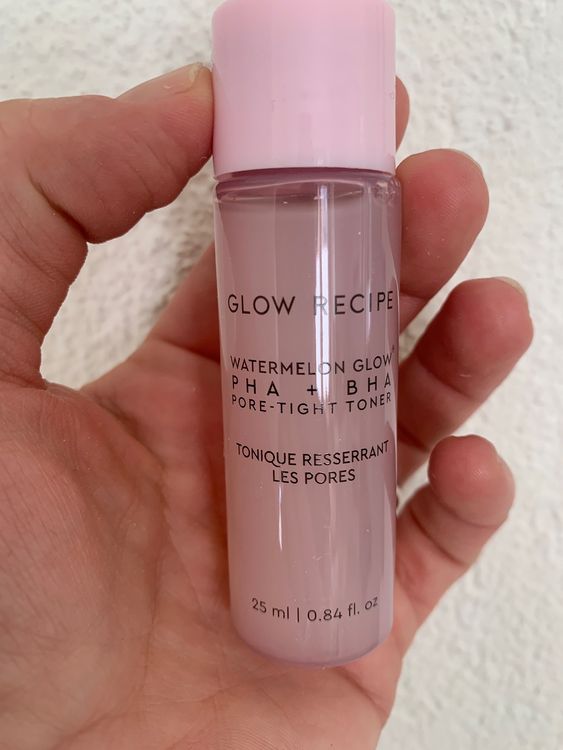 GLOW RECIPE
WATERMELON GLOW®
PHA + BHA
PORE-TIGHT TONER
TONIQUE RESSERRANT
LES PORES
25 ml | 0.84 fl. oz